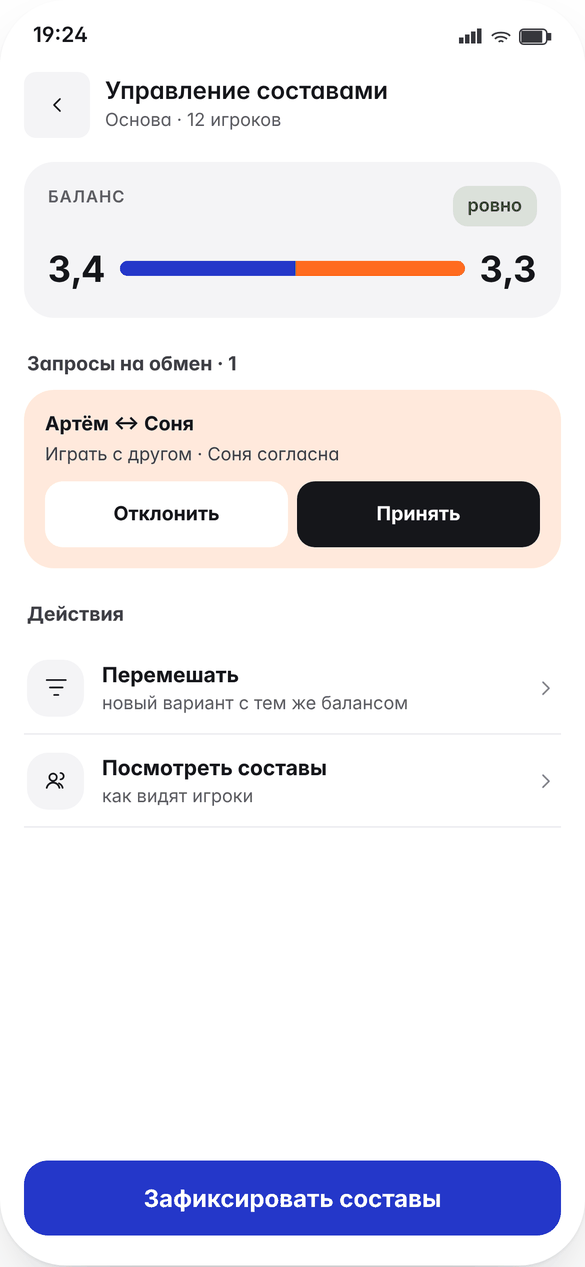 19:24
Управление составами
Основа · 12 игроков
БАЛАНС
ровно
3,4
3,3
Запросы на обмен · 1
Артём ↔ Соня
Играть с другом · Соня согласна
Отклонить
Принять
Действия
Перемешать
новый вариант с тем же балансом
Посмотреть составы
как видят игроки
Зафиксировать составы